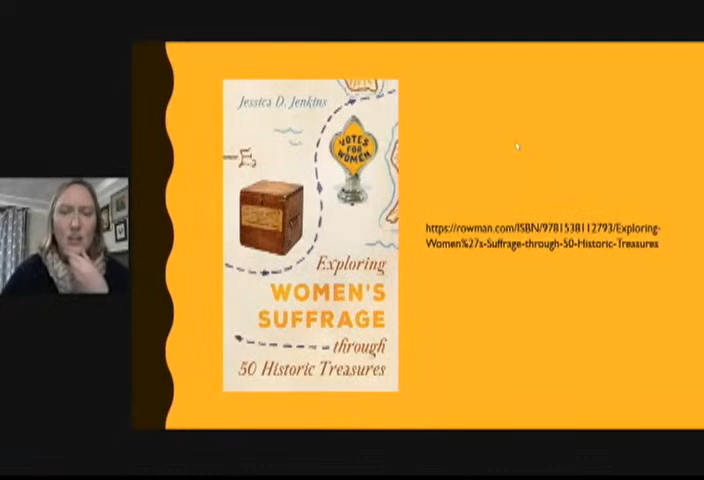 Jessica D. Jenkins
VOTES
FOR
WOMEN
Exploring
WOMEN'S
SUFFRAGE
through
50 Historic Treasures
https://rowman.com/ISBN/9781538112793/Exploring-
Women%27s-Suffrage-through-50-Historic-Treasures